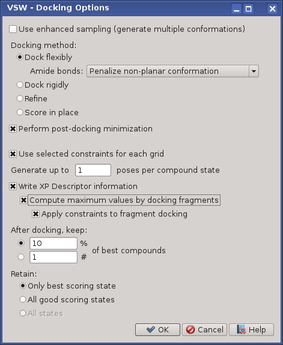 VSW - Docking Options
Use enhanced sampling (generate multiple conformations)
Docking method:
Dock flexibly
Amide bonds: Penalize non-planar conformation
Dock rigidly
Refine
Score in place
Perform post-docking minimization
Use selected constraints for each grid
Generate up to 1 poses per compound state
Write XP Descriptor information
Compute maximum values by docking fragments
Apply constraints to fragment docking
After docking, keep:
10 %
of best compounds
1 #
Retain:
Only best scoring state
All good scoring states
All states
OK Cancel Help